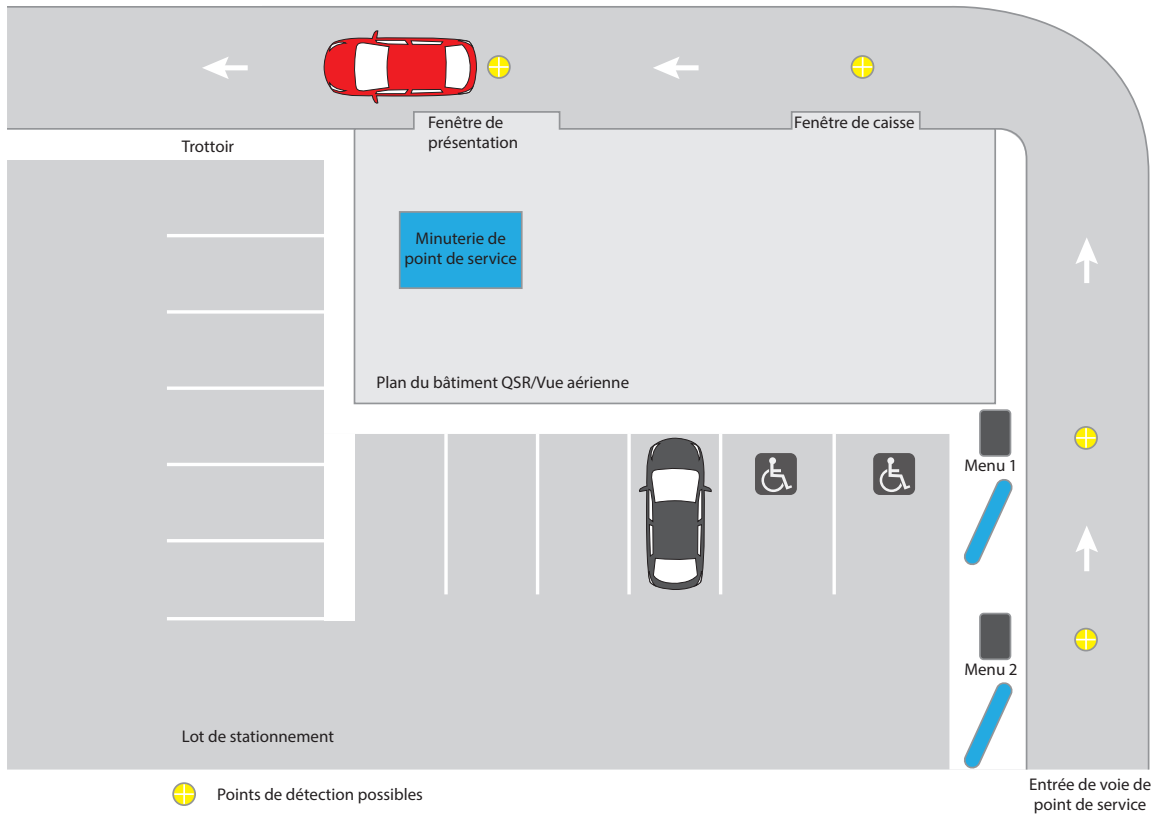 Fenêtre de
présentation
Fenêtre de caisse
Trottoir
Minuterie de
point de service
Plan du bâtiment QSR/Vue aérienne
Menu 1
Menu 2
Lot de stationnement
Points de détection possibles
Entrée de voie de
point de service